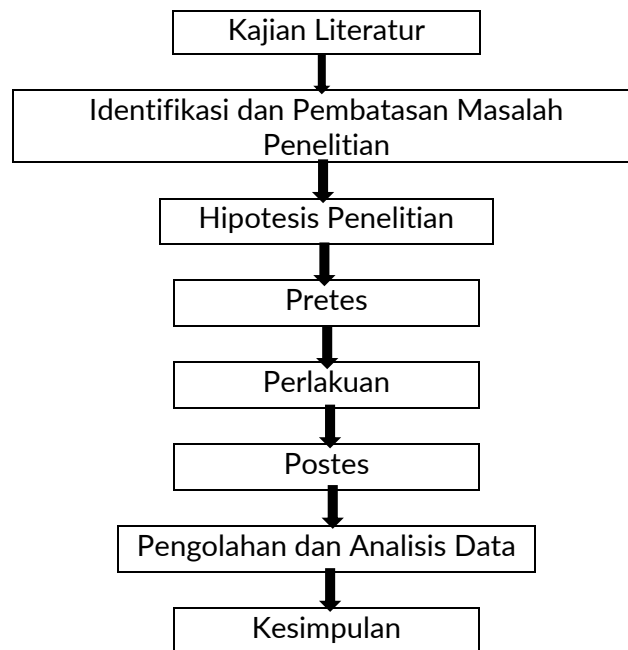 Kajian Literatur
Identifikasi dan Pembatasan Masalah
Penelitian
Hipotesis Penelitian
Pretes
Perlakuan
Postes
Pengolahan dan Analisis Data
Kesimpulan